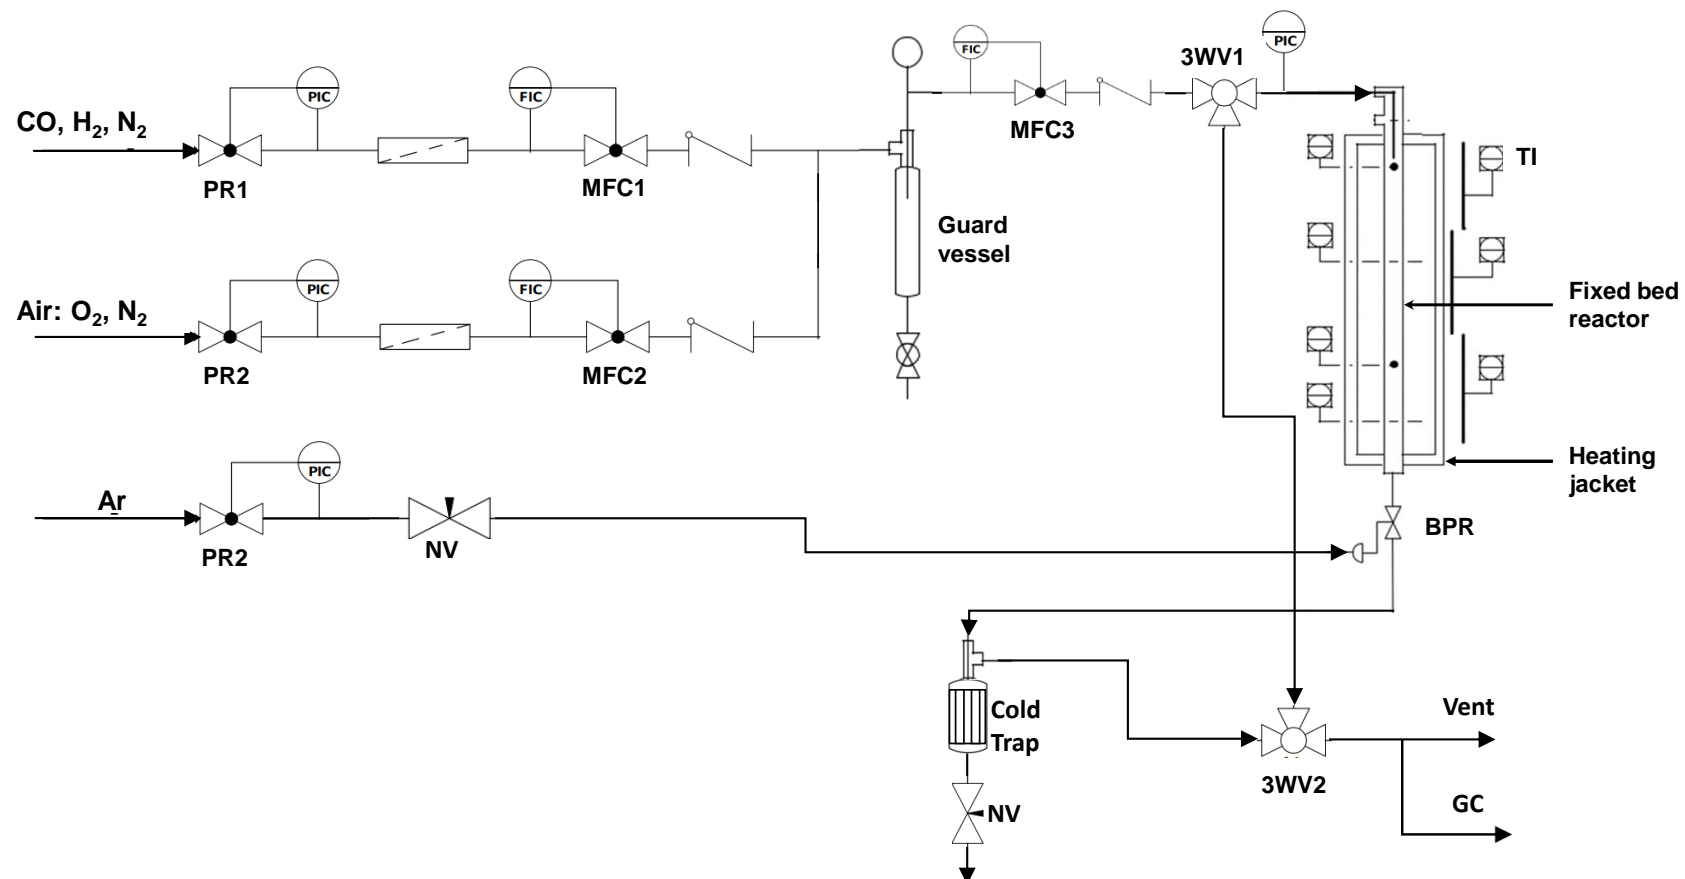 3WV1
PIC
FIC
PIC
FIC
CO, H₂, N₂
MFC3
PR1
MFC1
TI
Guard
vessel
PIC
FIC
Air: O₂, N₂
Fixed bed
reactor
PR2
MFC2
PIC
Ar
Heating
jacket
BPR
PR2
NV
Cold
Trap
Vent
3WV2
NV
GC